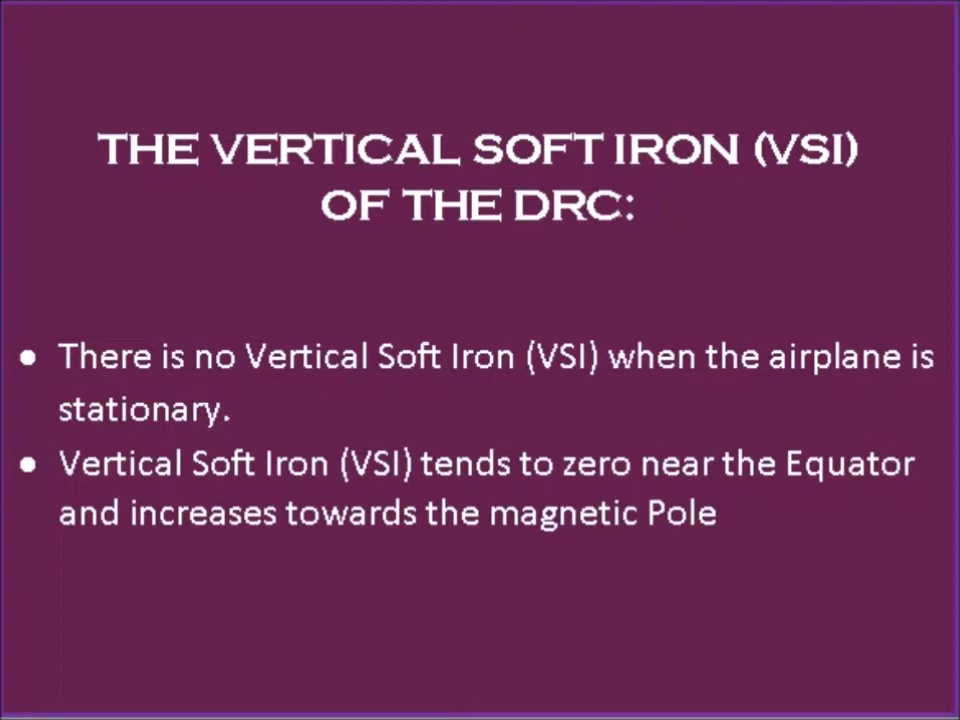 THE VERTICAL SOFT IRON (VSI)
OF THE DRC:
• There is no Vertical Soft Iron (VSI) when the airplane is
stationary.
• Vertical Soft Iron (VSI) tends to zero near the Equator
and increases towards the magnetic Pole